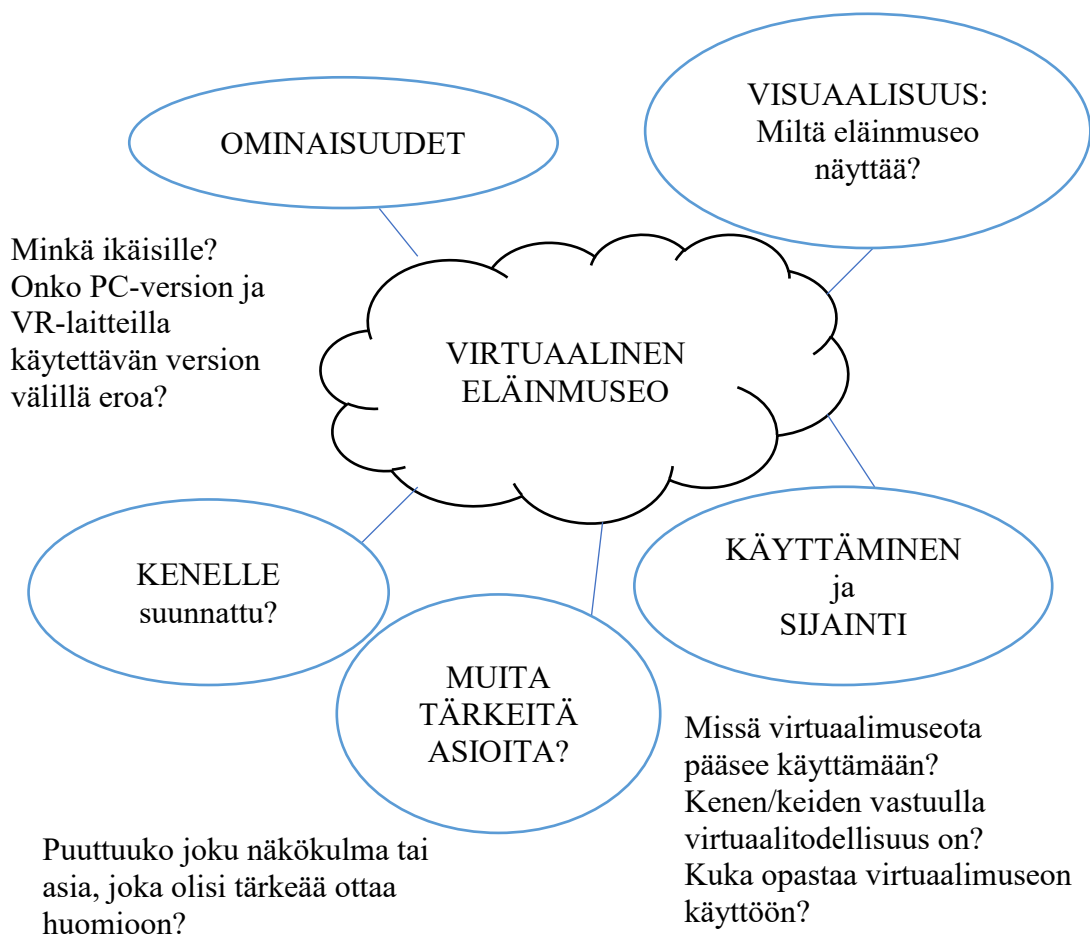 OMINAISUUDET
VISUAALISUUS:
Miltä eläinmuseo
näyttää?
Minkä ikäisille?
Onko PC-version ja
VR-laitteilla
käytettävän version
välillä eroa?
VIRTUAALINEN
ELÄINMUSEO
KENELLE
suunnattu?
KÄYTTÄMINEN
ja
SIJAINTI
MUITA
TÄRKEITÄ
ASIOITA?
Missä virtuaalimuseota
pääsee käyttämään?
Kenen/keiden vastuulla
virtuaalitodellisuus on?
Kuka opastaa virtuaalimuseon
käyttöön?
Puuttuuko joku näkökulma tai
asia, joka olisi tärkeää ottaa
huomioon?